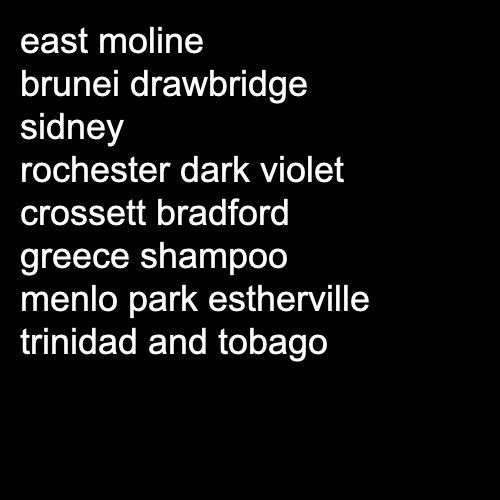 east moline
brunei drawbridge
sidney
rochester dark violet
crossett bradford
greece shampoo
menlo park estherville
trinidad and tobago